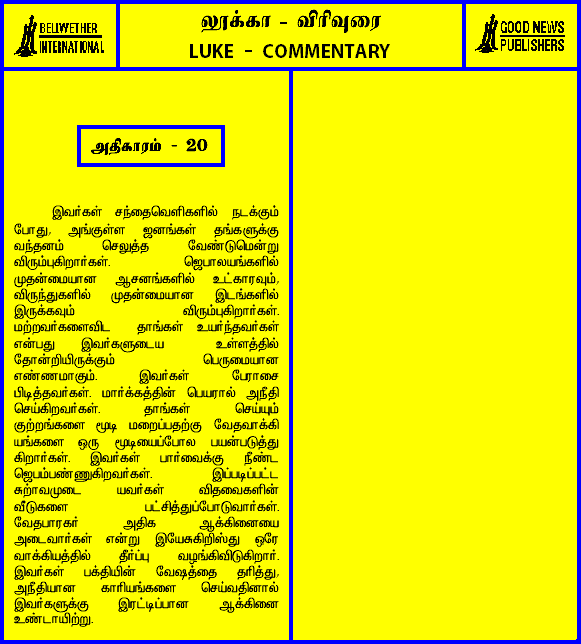 BELLWETHER
INTERNATIONAL
லூக்கா - விரிவுரை
LUKE - COMMENTARY
GOOD NEWS
PUBLISHERS
அதிகாரம் - 20
இவர்கள் சந்தைவெளிகளில் நடக்கும்
போது, அங்குள்ள ஜனங்கள் தங்களுக்கு
வந்தனம் செலுத்த வேண்டுமென்று
விரும்புகிறார்கள். ஜெபாலயங்களில்
முதன்மையான ஆசனங்களில் உட்காரவும்,
விருந்துகளில் முதன்மையான இடங்களில்
இருக்கவும் விரும்புகிறார்கள்.
மற்றவர்களைவிட தாங்கள் உயர்ந்தவர்கள்
என்பது இவர்களுடைய உள்ளத்தில்
தோன்றியிருக்கும் பெருமையான
எண்ணமாகும். இவர்கள் பேராசை
பிடித்தவர்கள். மார்க்கத்தின் பெயரால் அநீதி
செய்கிறவர்கள். தாங்கள் செய்யும்
குற்றங்களை மூடி மறைப்பதற்கு வேதவாக்கி
யங்களை ஒரு மூடியைப்போல பயன்படுத்து
கிறார்கள். இவர்கள் பார்வைக்கு நீண்ட
ஜெபம்பண்ணுகிறவர்கள். இப்படிப்பட்ட
சுறாவமுடை யவர்கள் விதவைகளின்
வீடுகளை பட்சித்துப்போடுவார்கள்.
வேதபாரகர் அதிக ஆக்கினையை
அடைவார்கள் என்று இயேசுகிறிஸ்து ஒரே
வாக்கியத்தில் தீர்ப்பு வழங்கிவிடுகிறார்.
இவர்கள் பக்தியின் வேஷத்தை தரித்து,
அநீதியான காரியங்களை செய்வதினால்
இவர்களுக்கு இரட்டிப்பான ஆக்கினை
உண்டாயிற்று.